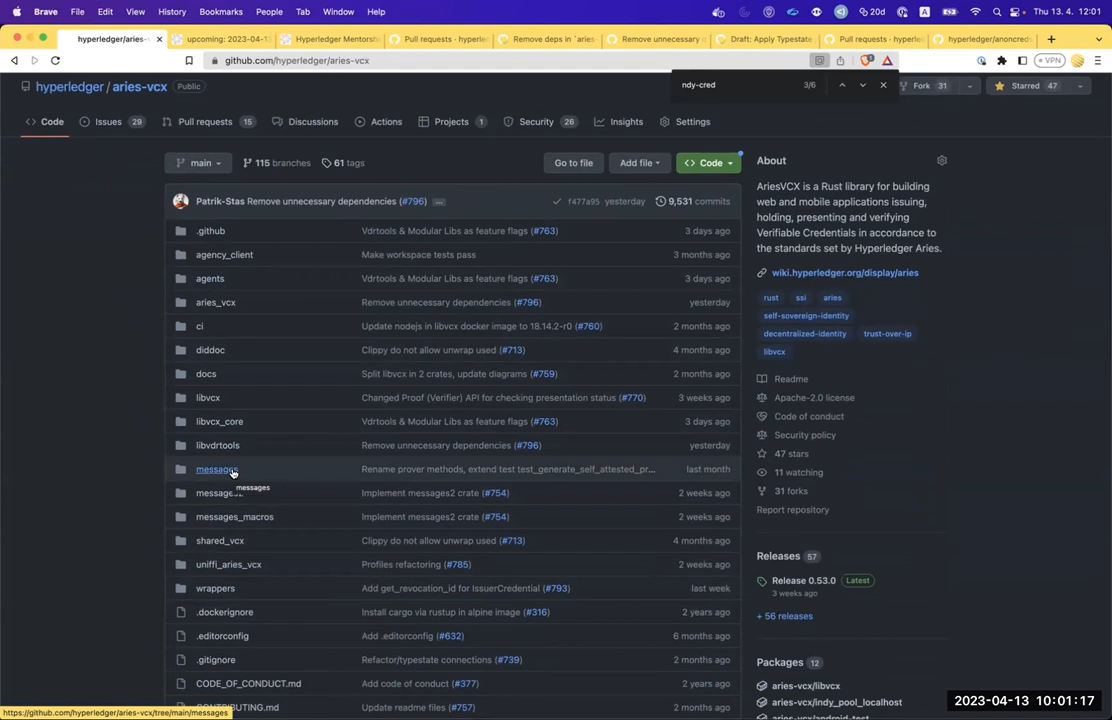 Brave File Edit View History Bookmarks People Tab Window Help 20d A Thu 13. 4. 12:01
hyperledger/aries-v upcoming: 2023-04-13 Hyperledger Mentorshi Pull requests · hyperle Remove deps in `aries Remove unnecessary Draft: Apply Typestate Pull requests · hyperle hyperledger/anoncreds
github.com/hyperledger/aries-vcx VPN
ndy-cred 3/6
hyperledger / aries-vcx Public Fork 31 Starred 47
Code Issues 29 Pull requests 15 Discussions Actions Projects 1 Security 26 Insights Settings
main 115 branches 61 tags Go to file Add file Code
Patrik-Stas Remove unnecessary dependencies (#796) ... f477a95 yesterday 9,531 commits
.github Vdrtools & Modular Libs as feature flags (#763) 3 days ago
agency_client Make workspace tests pass 3 months ago
agents Vdrtools & Modular Libs as feature flags (#763) 3 days ago
aries_vcx Remove unnecessary dependencies (#796) yesterday
ci Update nodejs in libvcx docker image to 18.14.2-r0 (#760) 2 months ago
diddoc Clippy do not allow unwrap used (#713) 4 months ago
docs Split libvcx in 2 crates, update diagrams (#759) 2 months ago
libvcx Changed Proof (Verifier) API for checking presentation status (#770) 3 weeks ago
libvcx_core Vdrtools & Modular Libs as feature flags (#763) 3 days ago
libvdrtools Remove unnecessary dependencies (#796) yesterday
messages Rename prover methods, extend test test_generate_self_attested_pr... last month
messages2 Implement messages2 crate (#754) 2 weeks ago
messages
messages_macros Implement messages2 crate (#754) 2 weeks ago
shared_vcx Clippy do not allow unwrap used (#713) 4 months ago
uniffi_aries_vcx Profiles refactoring (#785) 2 weeks ago
wrappers Add get_revocation_id for IssuerCredential (#793) last week
.dockerignore Install cargo via rustup in alpine image (#316) 2 years ago
.editorconfig Add .editorconfig (#632) 6 months ago
.gitignore Refactor/typestate connections (#739) 2 months ago
CODE_OF_CONDUCT.md Add code of conduct (#377) 2 years ago
CONTRIBUTING.md Update readme files (#757) 2 months ago
About
AriesVCX is a Rust library for building
web and mobile applications issuing,
holding, presenting and verifying
Verifiable Credentials in accordance to
the standards set by Hyperledger Aries.
wiki.hyperledger.org/display/aries
rust ssi aries
self-sovereign-identity
decentralized-identity trust-over-ip
libvcx
Readme
Apache-2.0 license
Code of conduct
Security policy
47 stars
11 watching
31 forks
Report repository
Releases 57
Release 0.53.0 Latest
3 weeks ago
+ 56 releases
Packages 12
aries-vcx/libvcx
aries-vcx/indy_pool_localhost
aries-vcx/android-test
https://github.com/hyperledger/aries-vcx/tree/main/messages
2023-04-13 10:01:17